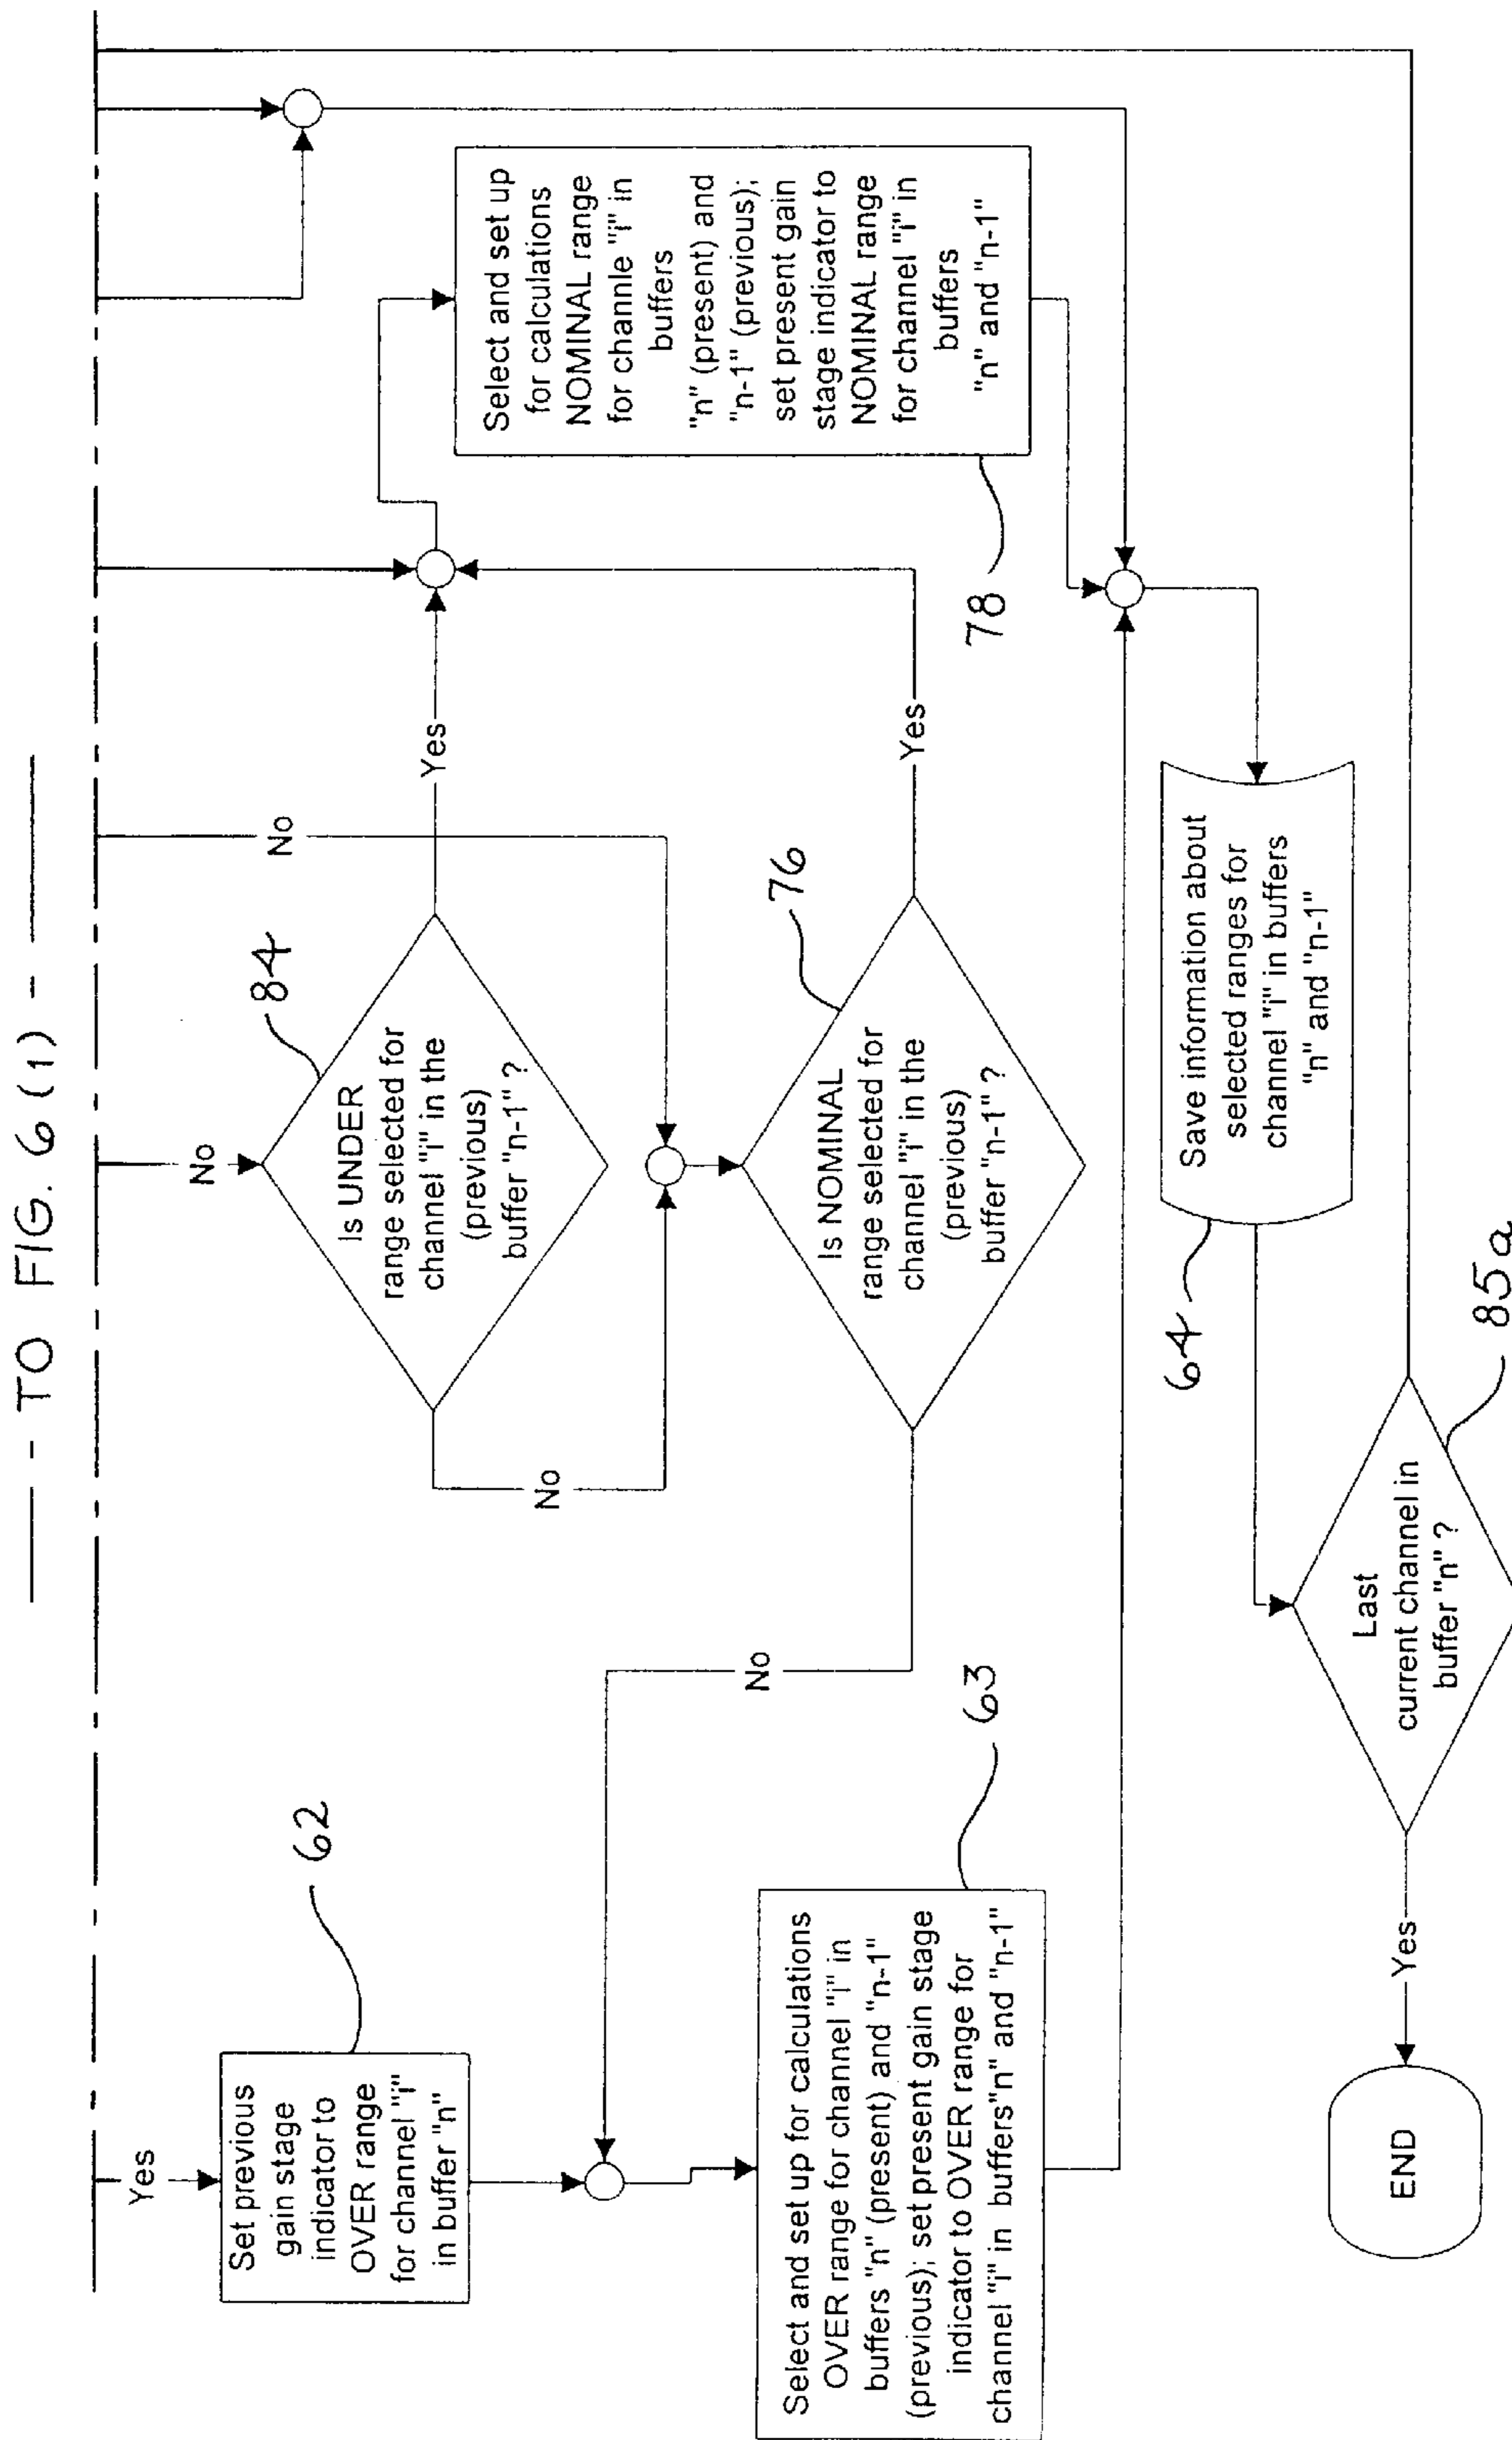 TO FIG. 6 (1)
Yes
Set previous
gain stage
indicator to
OVER range
for channel "i"
in buffer "n"
62
No
Is UNDER
range selected for
channel "i" in the
(previous)
buffer "n-1" ?
84
Yes
No
No
Is NOMINAL
range selected for
channel "i" in the
(previous)
buffer "n-1" ?
76
Yes
No
Select and set up
for calculations
NOMINAL range
for channle "i" in
buffers
"n" (present) and
"n-1" (previous);
set present gain
stage indicator to
NOMINAL range
for channel "i" in
buffers
"n" and "n-1"
78
Select and set up for calculations
OVER range for channel "i" in
buffers "n" (present) and "n-1"
(previous); set present gain stage
indicator to OVER range for
channel "i" in buffers"n" and "n-1"
63
Save information about
selected ranges for
channel "i" in buffers
"n" and "n-1"
64
Last
current channel in
buffer "n" ?
85a
Yes
END